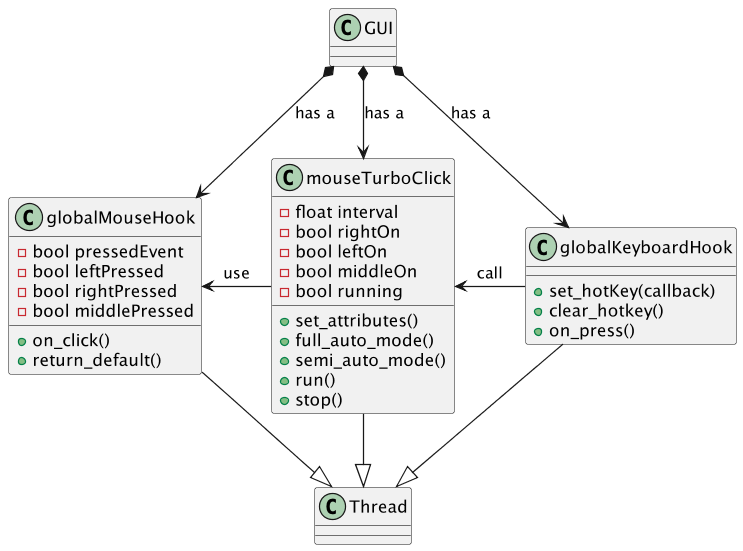 C GUI
has a
has a
has a
C globalMouseHook
bool pressedEvent
bool leftPressed
bool rightPressed
bool middlePressed
on_click()
return_default()
use
C mouseTurboClick
float interval
bool rightOn
bool leftOn
bool middleOn
bool running
set_attributes()
full_auto_mode()
semi_auto_mode()
run()
stop()
call
C globalKeyboardHook
set_hotKey(callback)
clear_hotkey()
on_press()
C Thread